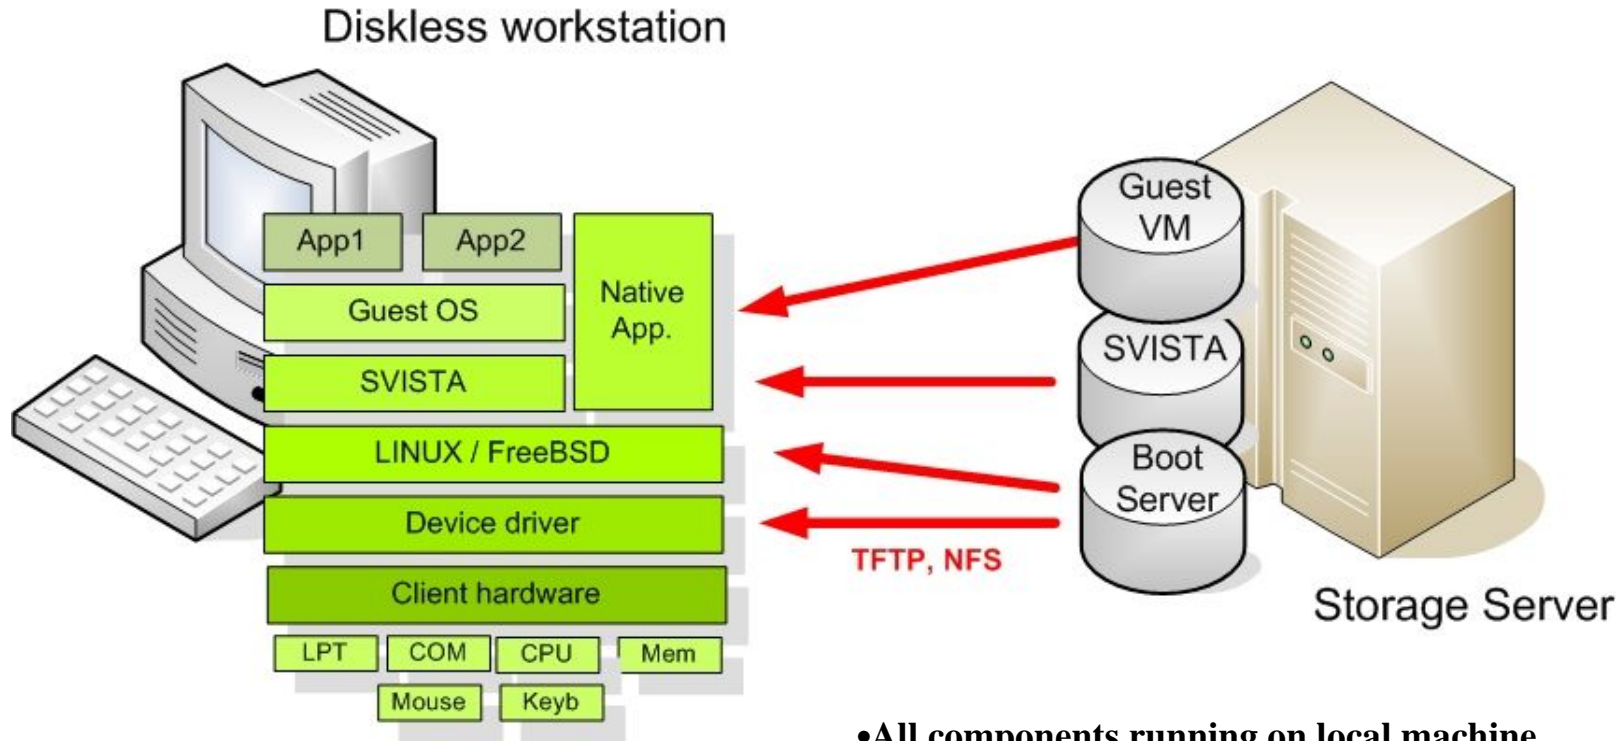 Diskless workstation
App1
App2
Native
App.
Guest OS
SVISTA
LINUX / FreeBSD
Device driver
Client hardware
LPT
COM
CPU
Mem
Mouse
Keyb
Guest
VM
SVISTA
Boot
Server
TFTP, NFS
Storage Server
•All components running on local machine